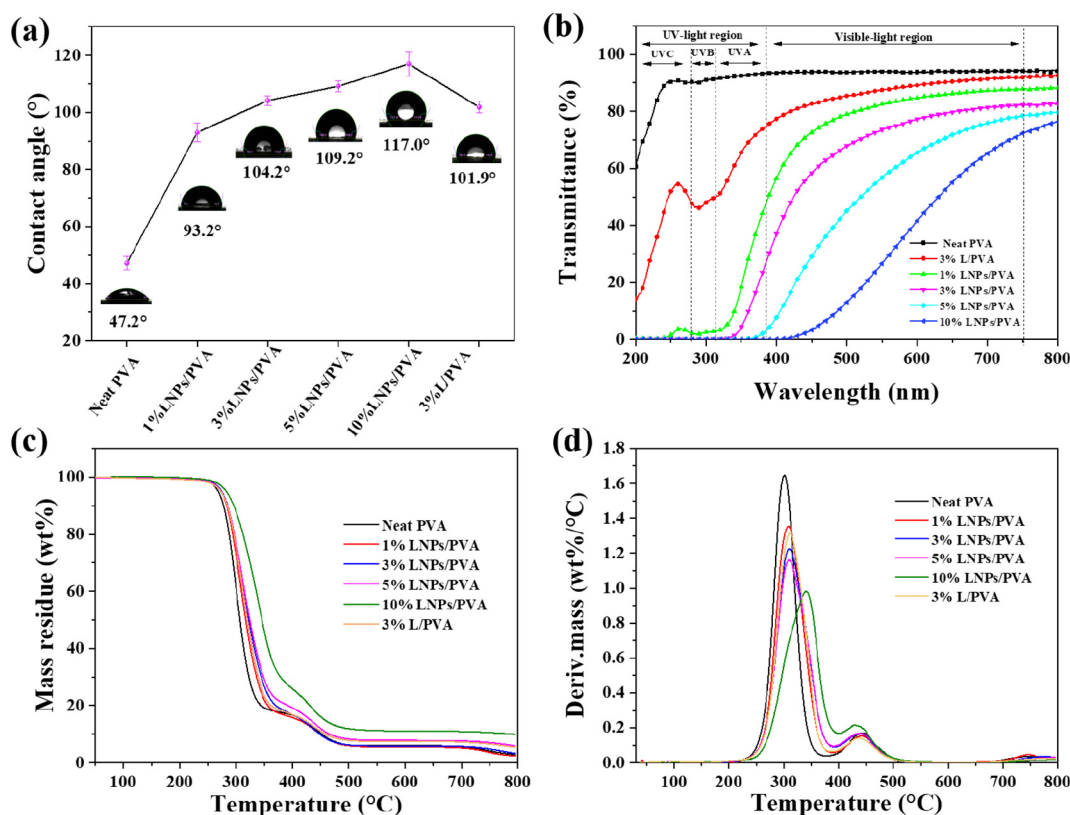 (a)
Contact angle (°)
120
100
80
60
40
20
47.2°
93.2°
104.2°
109.2°
117.0°
101.9°
Neat PVA
1%LNPs/PVA
3%LNPs/PVA
5%LNPs/PVA
10%LNPs/PVA
3%L/PVA
(b)
Transmittance (%)
100
80
60
40
20
0
UV-light region
Visible-light region
UVC
UVB
UVA
Neat PVA
3% L/PVA
1% LNPs/PVA
3% LNPs/PVA
5% LNPs/PVA
10% LNPs/PVA
200 300 400 500 600 700 800
Wavelength (nm)
(c)
Mass residue (wt%)
100
80
60
40
20
0
Neat PVA
1% LNPs/PVA
3% LNPs/PVA
5% LNPs/PVA
10% LNPs/PVA
3% L/PVA
100 200 300 400 500 600 700 800
Temperature (°C)
(d)
Deriv.mass (wt%/°C)
1.8
1.6
1.4
1.2
1.0
0.8
0.6
0.4
0.2
0.0
Neat PVA
1% LNPs/PVA
3% LNPs/PVA
5% LNPs/PVA
10% LNPs/PVA
3% L/PVA
100 200 300 400 500 600 700 800
Temperature (°C)